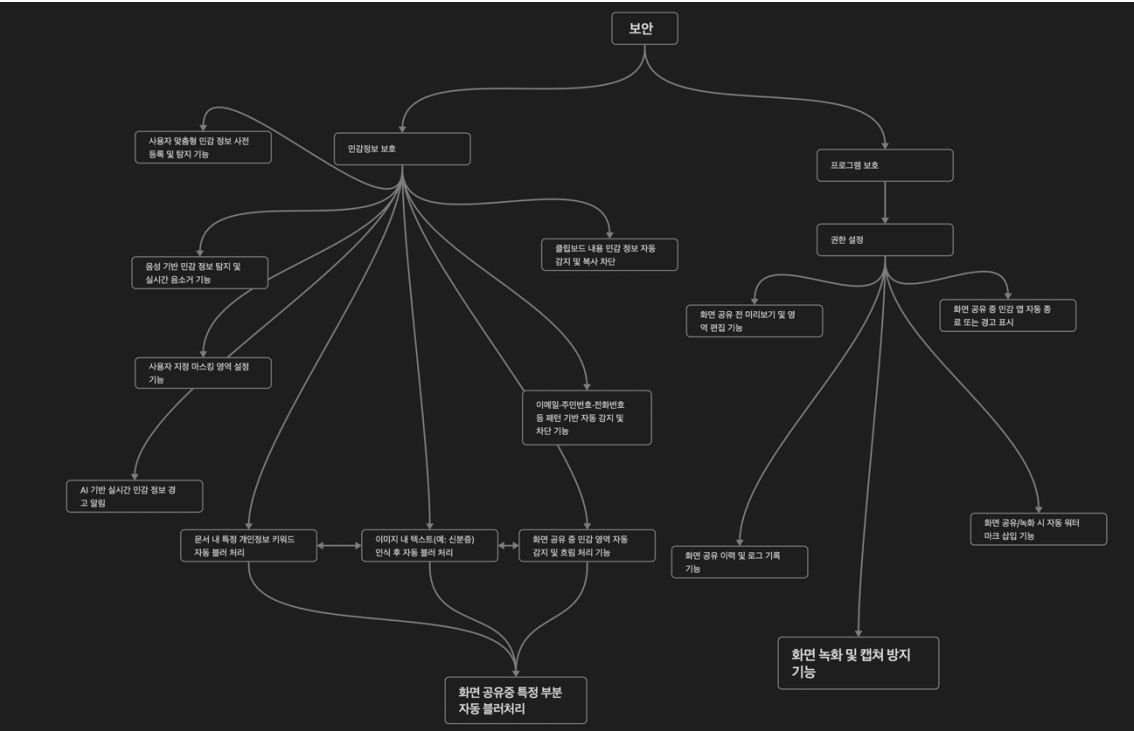 보안
사용자 맞춤형 민감 정보 사전
등록 및 탐지 기능
민감정보 보호
프로그램 보호
음성 기반 민감 정보 탐지 및
실시간 음소거 기능
클립보드 내용 민감 정보 자동
감지 및 복사 차단
권한 설정
화면 공유 전 미리보기 및 영
역 편집 기능
화면 공유 중 민감 앱 자동 종
료 또는 경고 표시
사용자 지정 마스킹 영역 설정
기능
이메일·주민번호·전화번호
등 패턴 기반 자동 감지 및
차단 기능
AI 기반 실시간 민감 정보 경
고 알림
문서 내 특정 개인정보 키워드
자동 블러 처리
이미지 내 텍스트(예: 신분증)
인식 후 자동 블러 처리
화면 공유 중 민감 영역 자동
감지 및 흐림 처리 기능
화면 공유 이력 및 로그 기록
기능
화면 공유/녹화 시 자동 워터
마크 삽입 기능
화면 녹화 및 캡쳐 방지
기능
화면 공유중 특정 부분
자동 블러처리